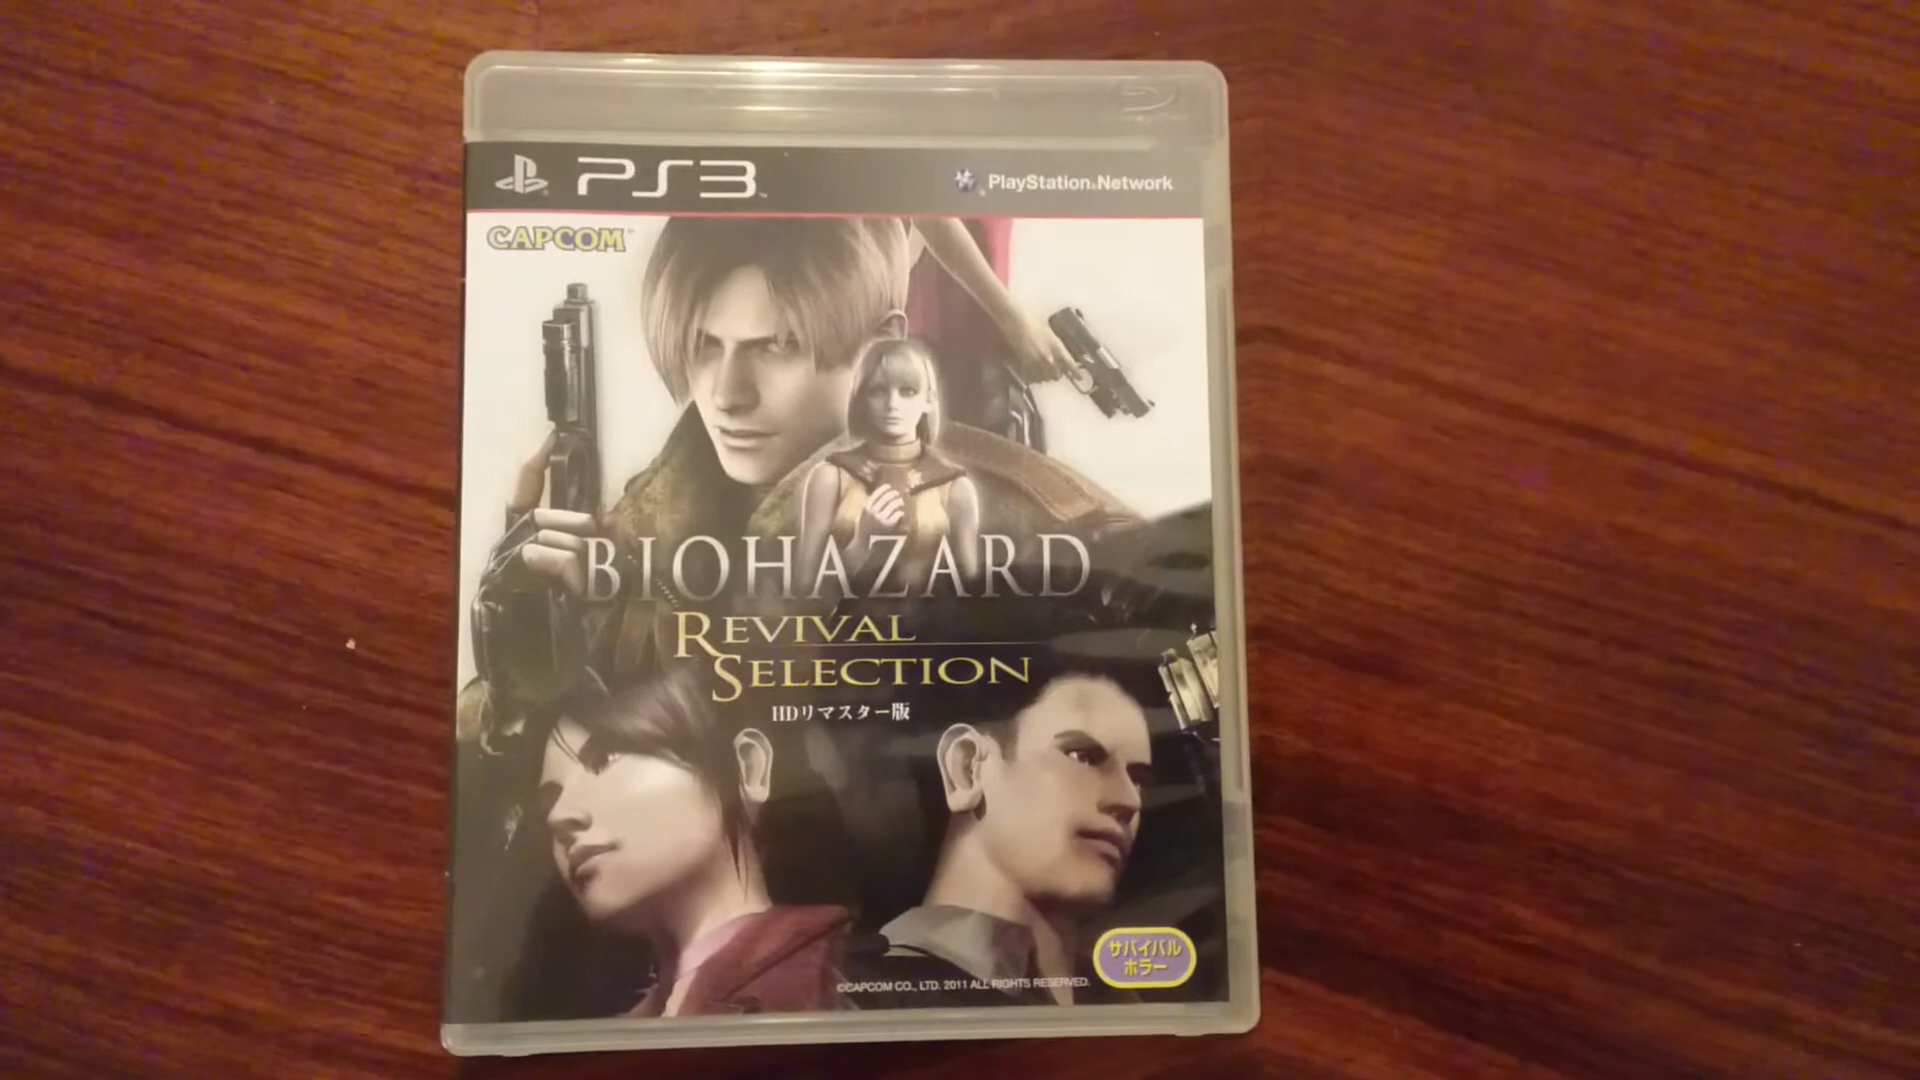 PS3™
PlayStation®Network
CAPCOM®
BIOHAZARD
REVIVAL
SELECTION
HDリマスター版
サバイバル
ホラー
©CAPCOM CO., LTD. 2011 ALL RIGHTS RESERVED.